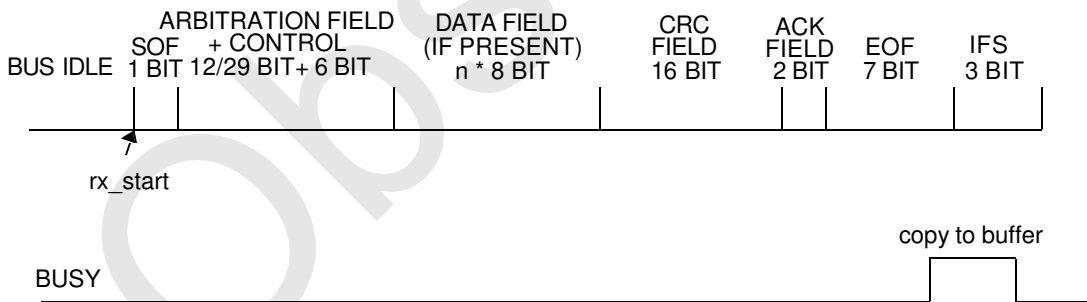 ARBITRATION FIELD DATA FIELD CRC ACK
SOF + CONTROL (IF PRESENT) FIELD FIELD EOF IFS
BUS IDLE 1 BIT 12/29 BIT+ 6 BIT n * 8 BIT 16 BIT 2 BIT 7 BIT 3 BIT
rx_start
copy to buffer
BUSY